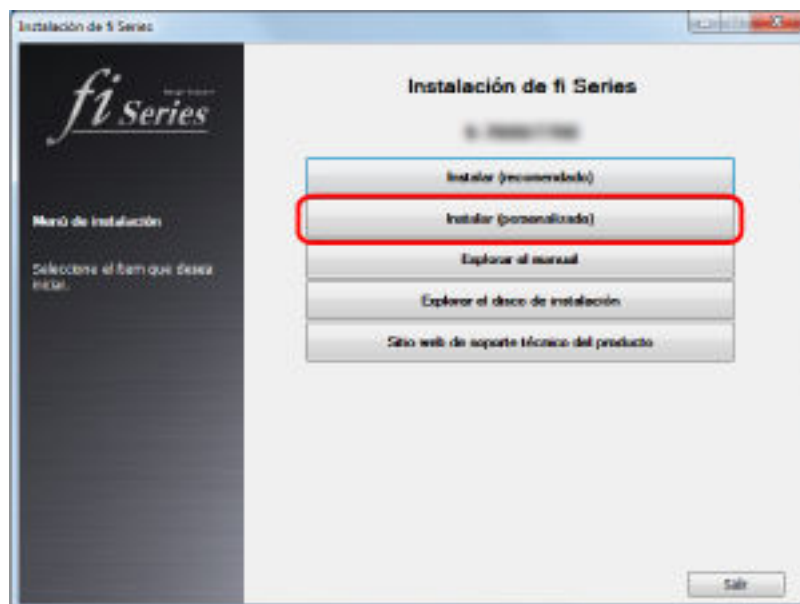 Instalación de fi Series
fi Series
Instalación de fi Series
Instalar (recomendado)
Menú de instalación
Instalar (personalizado)
Seleccione el ítem que desea
iniciar.
Explorar el manual
Explorar el disco de instalación
Sitio web de soporte técnico del producto
Salir